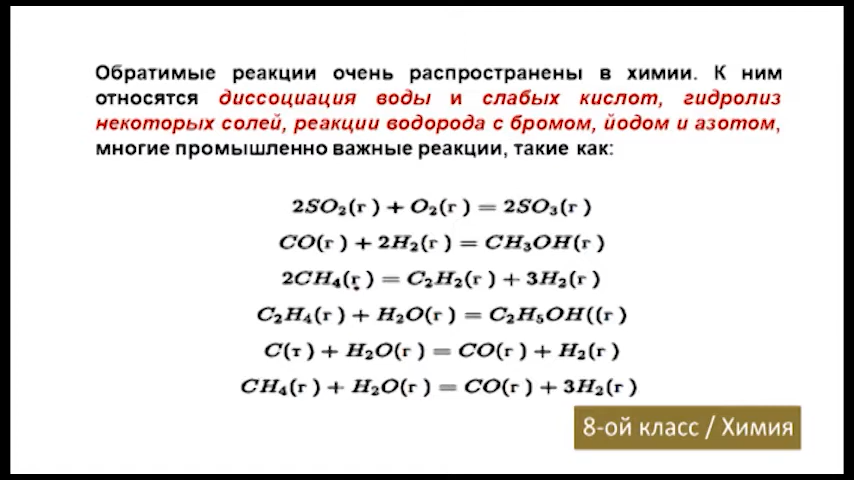 Обратимые реакции очень распространены в химии. К ним
относятся диссоциация воды и слабых кислот, гидролиз
некоторых солей, реакции водорода с бромом, йодом и азотом,
многие промышленно важные реакции, такие как:
2SO₂(г ) + O₂(г ) = 2SO₃(г )
CO(г ) + 2H₂(г ) = CH₃OH(г )
2CH₄(г ) = C₂H₂(г ) + 3H₂(г )
C₂H₄(г ) + H₂O(г ) = C₂H₅OH((г )
C(т ) + H₂O(г ) = CO(г ) + H₂(г )
CH₄(г ) + H₂O(г ) = CO(г ) + 3H₂(г )
8-ой класс / Химия